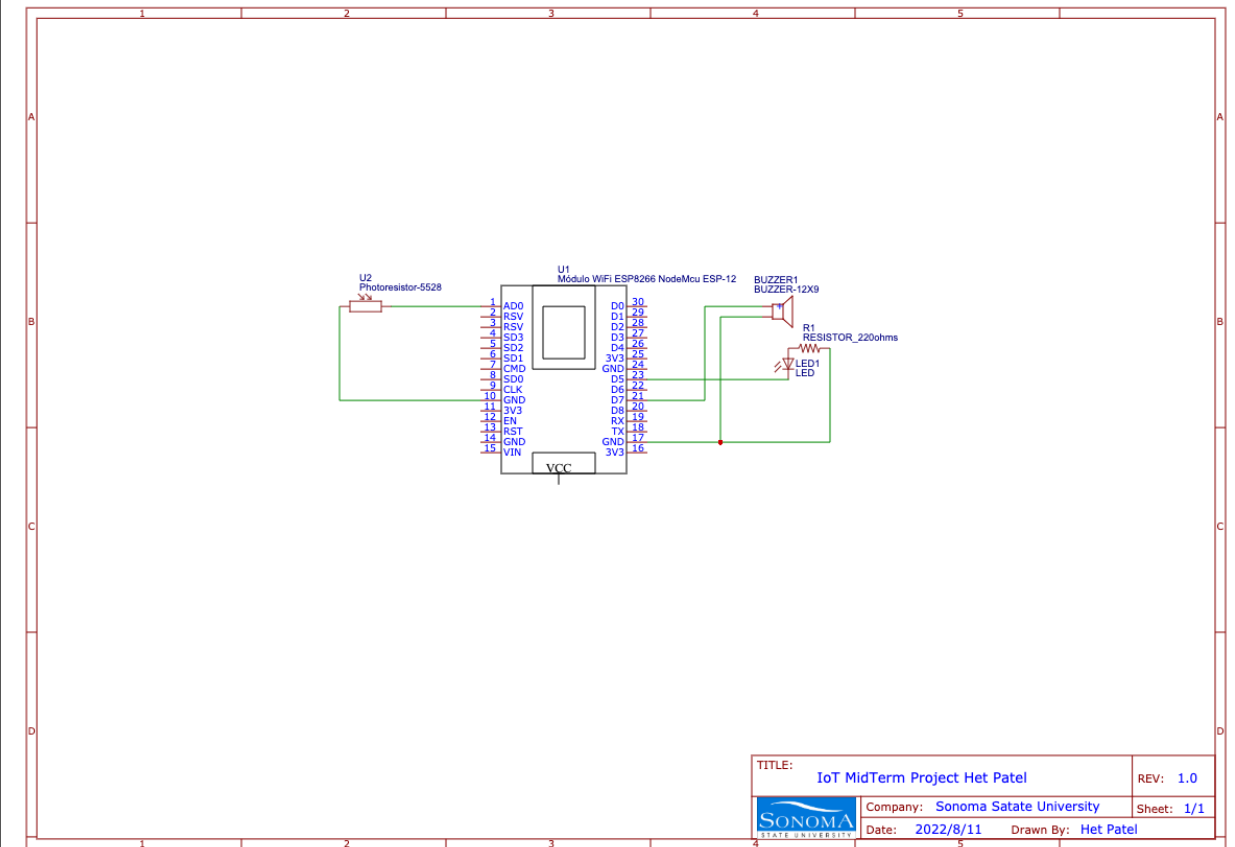 1 2 3 4 5
A A
U2
Photoresistor-5528
U1
Módulo WiFi ESP8266 NodeMcu ESP-12
BUZZER1
BUZZER-12X9
R1
RESISTOR_220ohms
LED1
LED
B B
1 AD0 D0 30
2 RSV D1 29
3 RSV D2 28
4 SD3 D3 27
5 SD2 D4 26
6 SD1 3V3 25
7 CMD GND 24
8 SD0 D5 23
9 CLK D6 22
10 GND D7 21
11 3V3 D8 20
12 EN RX 19
13 RST TX 18
14 GND GND 17
15 VIN 3V3 16
VCC
+
C C
D D
TITLE:
IoT MidTerm Project Het Patel
REV: 1.0
SONOMA
STATE UNIVERSITY
Company: Sonoma Satate University
Sheet: 1/1
Date: 2022/8/11 Drawn By: Het Patel
1 2 3 4 5